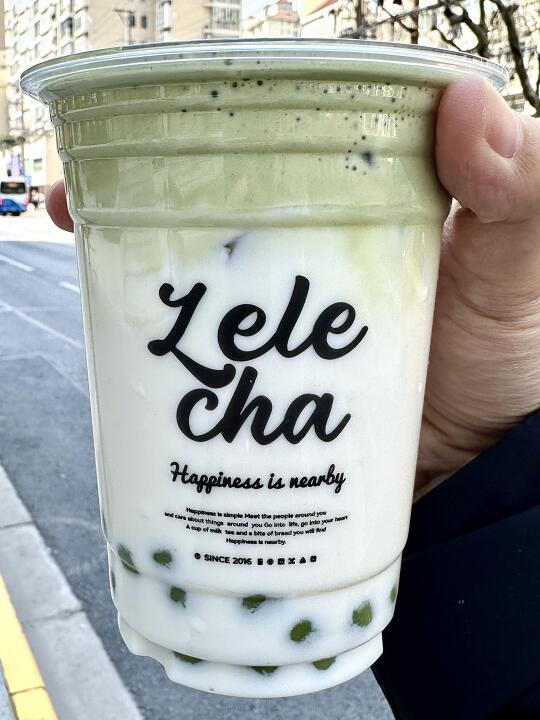 Lele
cha
Happiness is nearby
Happiness is simple Meet the people around you
and care about things around you Go into life, go into your heart
A cup of milk tea and a bite of bread you will find
Happiness is nearby.
SINCE 2016